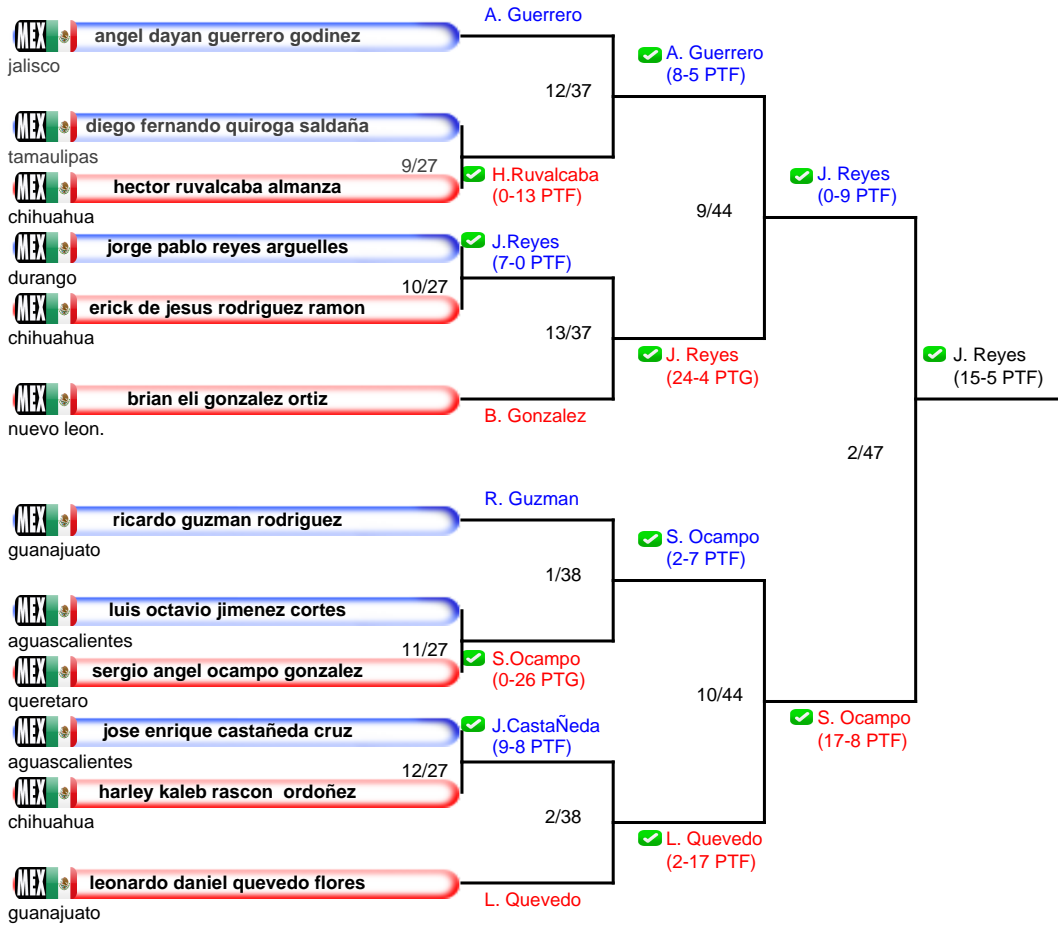 A. Guerrero
MEX angel dayan guerrero godinez
jalisco
A. Guerrero
(8-5 PTF)
12/37
MEX diego fernando quiroga saldaña
tamaulipas
9/27
H.Ruvalcaba
(0-13 PTF)
MEX hector ruvalcaba almanza
chihuahua
J. Reyes
(0-9 PTF)
9/44
MEX jorge pablo reyes arguelles
durango
J.Reyes
(7-0 PTF)
10/27
MEX erick de jesus rodriguez ramon
chihuahua
13/37
J. Reyes
(24-4 PTG)
J. Reyes
(15-5 PTF)
MEX brian eli gonzalez ortiz
nuevo leon.
B. Gonzalez
2/47
R. Guzman
MEX ricardo guzman rodriguez
guanajuato
S. Ocampo
(2-7 PTF)
1/38
MEX luis octavio jimenez cortes
aguascalientes
11/27
S.Ocampo
(0-26 PTG)
MEX sergio angel ocampo gonzalez
queretaro
10/44
S. Ocampo
(17-8 PTF)
MEX jose enrique castañeda cruz
aguascalientes
J.CastaÑeda
(9-8 PTF)
12/27
MEX harley kaleb rascon  ordoñez
chihuahua
2/38
L. Quevedo
(2-17 PTF)
MEX leonardo daniel quevedo flores
guanajuato
L. Quevedo